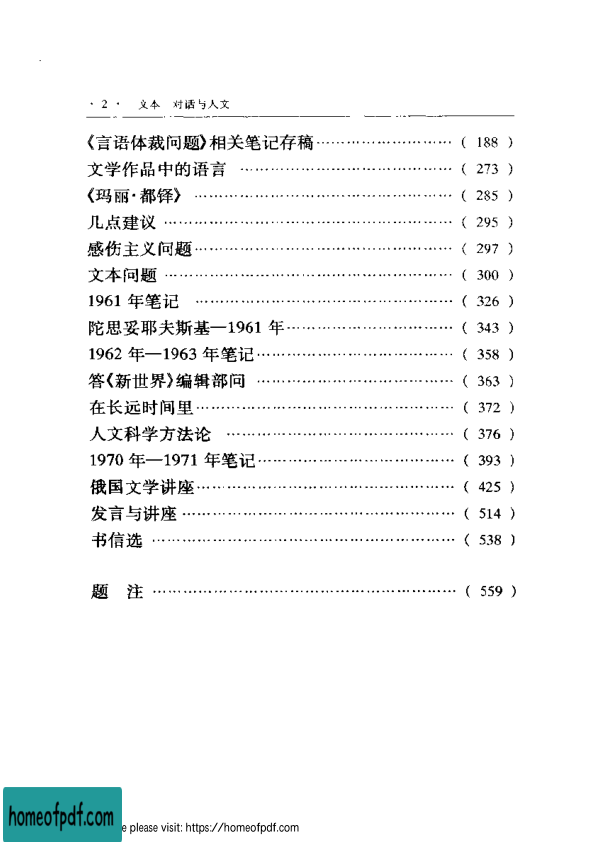 · 2 · 文本 对话与人文
《言语体裁问题》相关笔记存稿……………………( 188 )
文学作品中的语言 ……………………………………( 273 )
《玛丽·都铎》 …………………………………………( 285 )
几点建议 ………………………………………………( 295 )
感伤主义问题…………………………………………( 297 )
文本问题 ………………………………………………( 300 )
1961 年笔记 …………………………………………( 326 )
陀思妥耶夫斯基—1961 年……………………………( 343 )
1962 年—1963 年笔记…………………………………( 358 )
答《新世界》编辑部问 …………………………………( 363 )
在长远时间里…………………………………………( 372 )
人文科学方法论 ………………………………………( 376 )
1970 年—1971 年笔记…………………………………( 393 )
俄国文学讲座…………………………………………( 425 )
发言与讲座……………………………………………( 514 )
书信选 …………………………………………………( 538 )
题 注 …………………………………………………( 559 )
homeofpdf.com
e please visit: https://homeofpdf.com